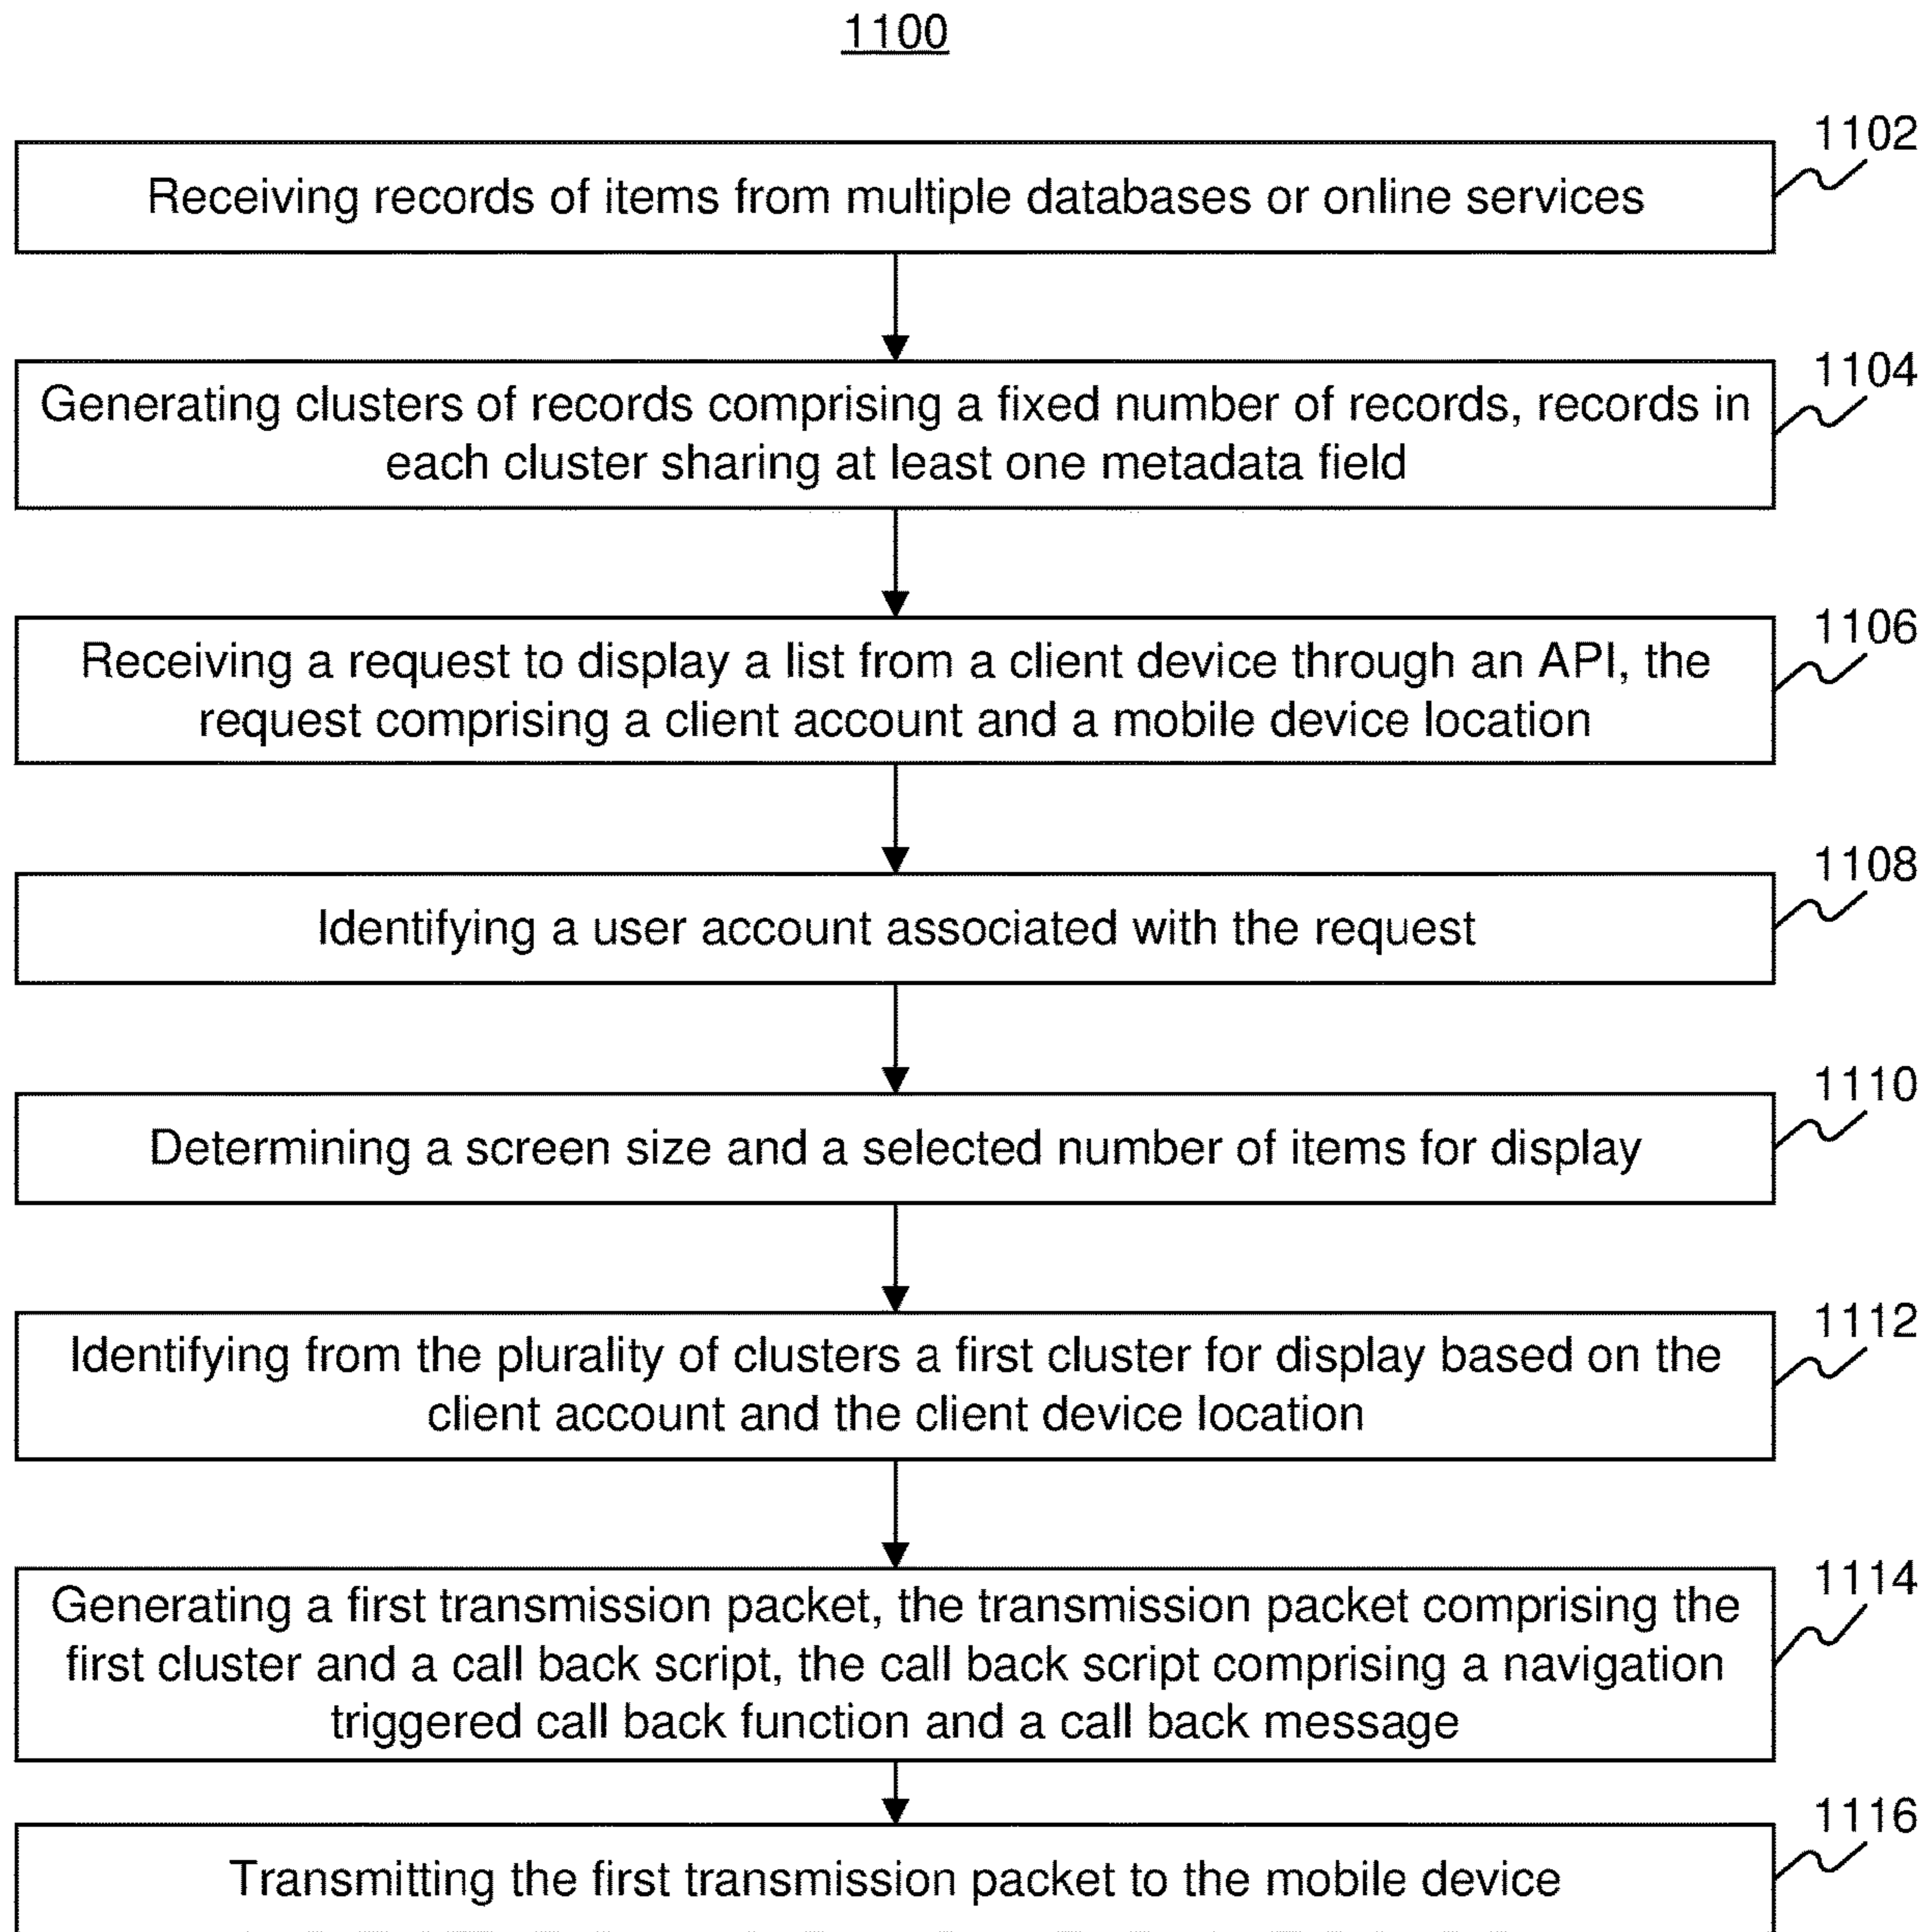 1100
1102
Receiving records of items from multiple databases or online services
1104
Generating clusters of records comprising a fixed number of records, records in
each cluster sharing at least one metadata field
1106
Receiving a request to display a list from a client device through an API, the
request comprising a client account and a mobile device location
1108
Identifying a user account associated with the request
1110
Determining a screen size and a selected number of items for display
1112
Identifying from the plurality of clusters a first cluster for display based on the
client account and the client device location
1114
Generating a first transmission packet, the transmission packet comprising the
first cluster and a call back script, the call back script comprising a navigation
triggered call back function and a call back message
1116
Transmitting the first transmission packet to the mobile device